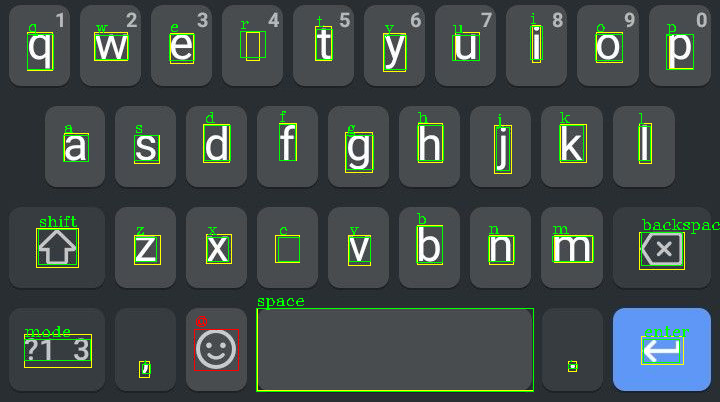 q w e r t y u i o p
q 1 w 2 e 3 4 t 5 y 6 u 7 i 8 o 9 p 0
a s d f g h j k l
a s d f g h j k l
shift z x c v b n m backspac
z x v b n m
space
mode enter
?1 3 , .